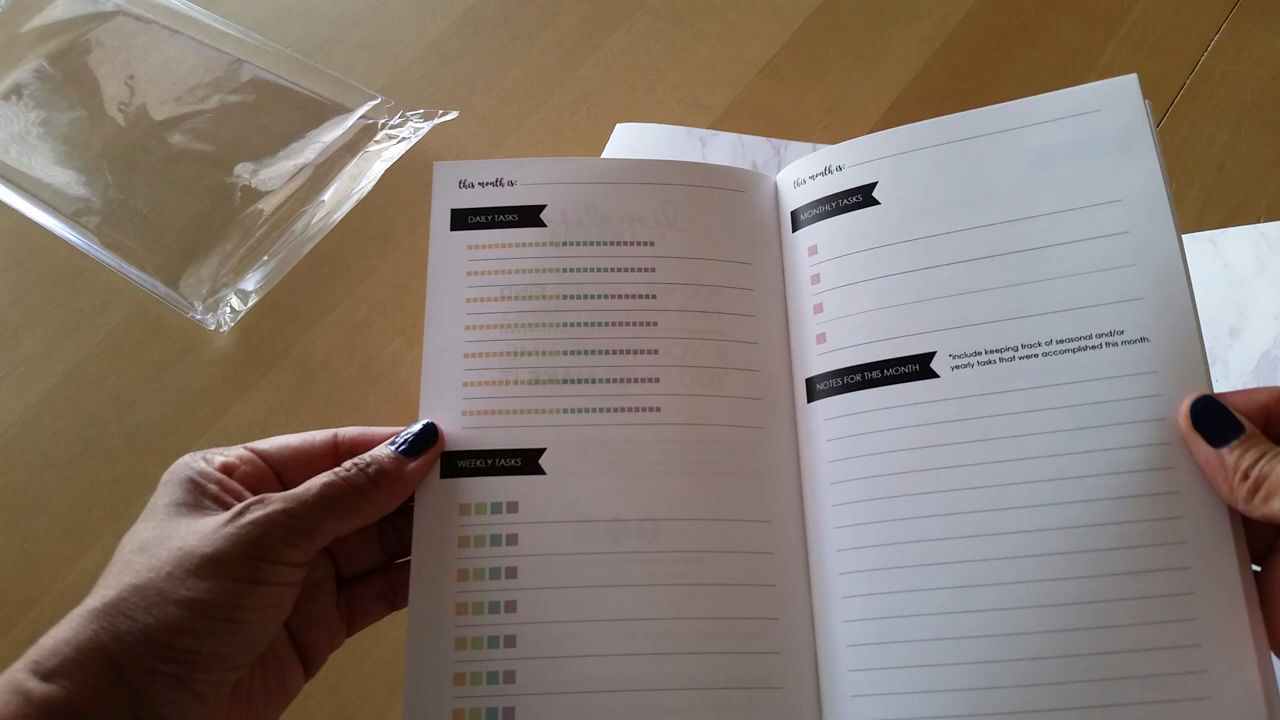 this month is:
DAILY TASKS
WEEKLY TASKS
this month is:
MONTHLY TASKS
NOTES FOR THIS MONTH
*include keeping track of seasonal and/or
yearly tasks that were accomplished this month.